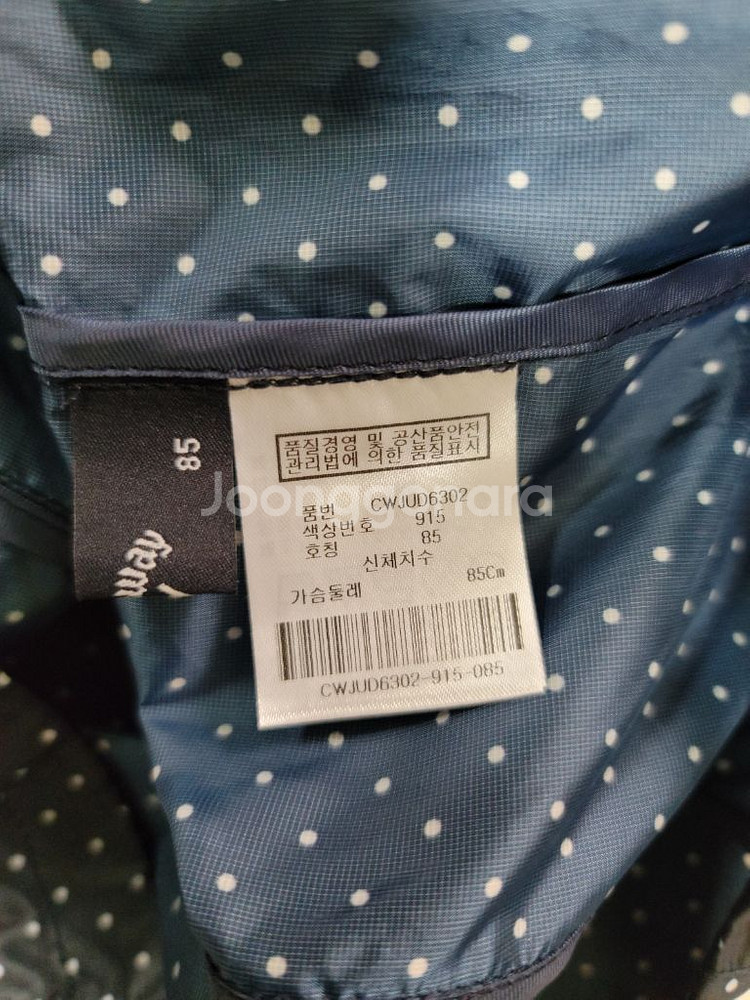 85
way
Joonggonara
품질경영 및 공산품안전
관리법에 의한 품질표시
품번 CWJUD6302
색상번호 915
호칭 85
신체치수
가슴둘레 85Cm
CWJUD6302-915-085